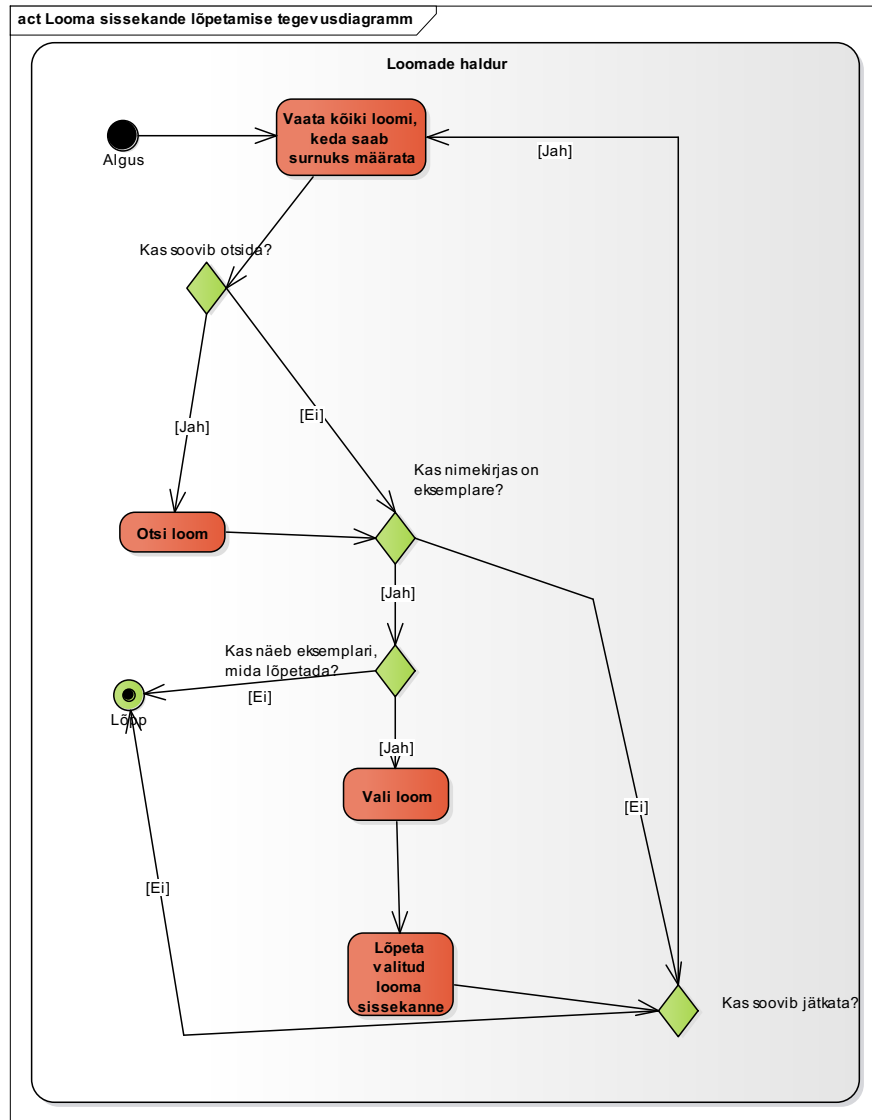 act Looma sissekande lõpetamise tegevusdiagramm
Loomade haldur
Vaata kõiki loomi,
keda saab
surnuks määrata
Algus
[Jah]
Kas soovib otsida?
[Ei]
[Jah]
Kas nimekirjas on
eksemplare?
Otsi loom
[Jah]
Kas näeb eksemplari,
mida lõpetada?
[Ei]
Lõpp
[Jah]
Vali loom
[Ei]
[Ei]
Lõpeta
valitud
looma
sissekanne
Kas soovib jätkata?